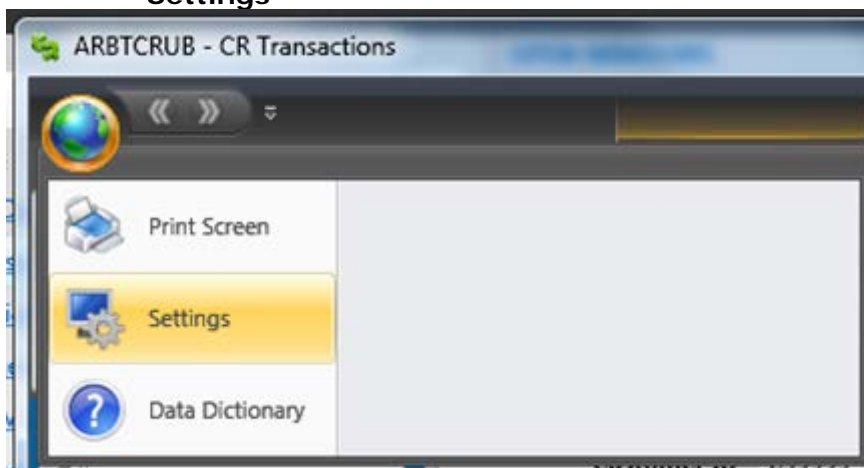 Settings
ARBTCRUB - CR Transactions
Print Screen
Settings
Data Dictionary